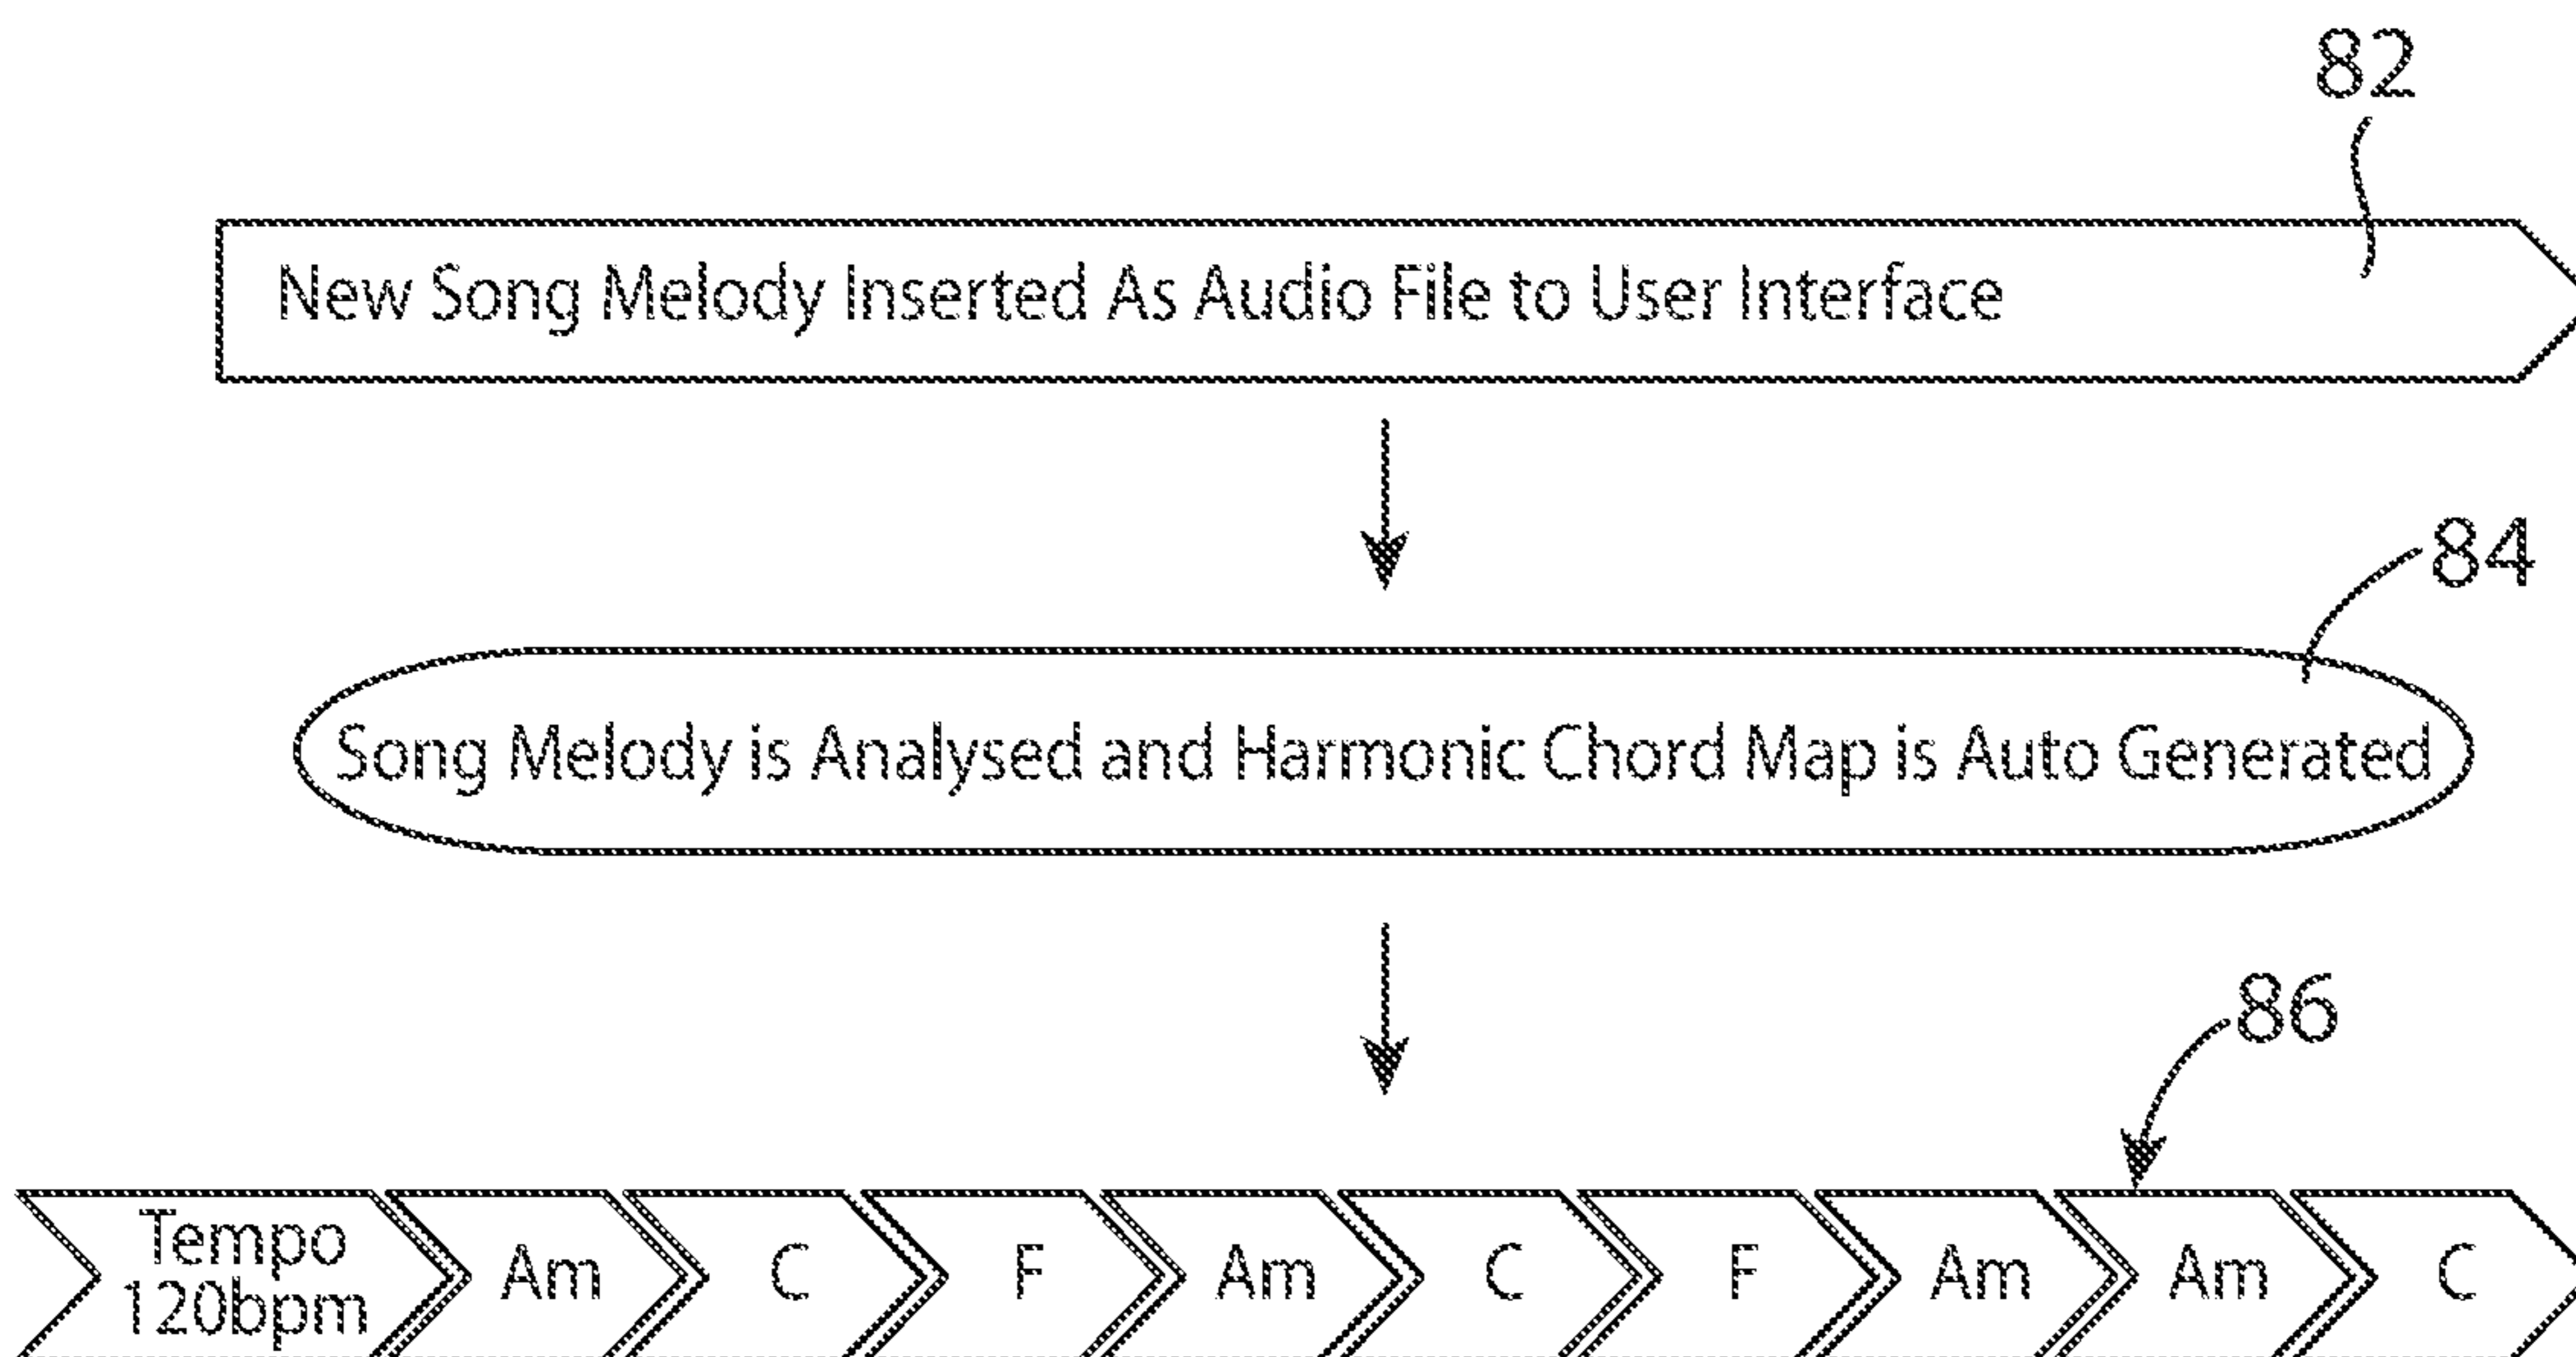 82
New Song Melody Inserted As Audio File to User Interface
84
Song Melody is Analysed and Harmonic Chord Map is Auto Generated
86
Tempo
120bpm
Am C F Am C F Am Am C